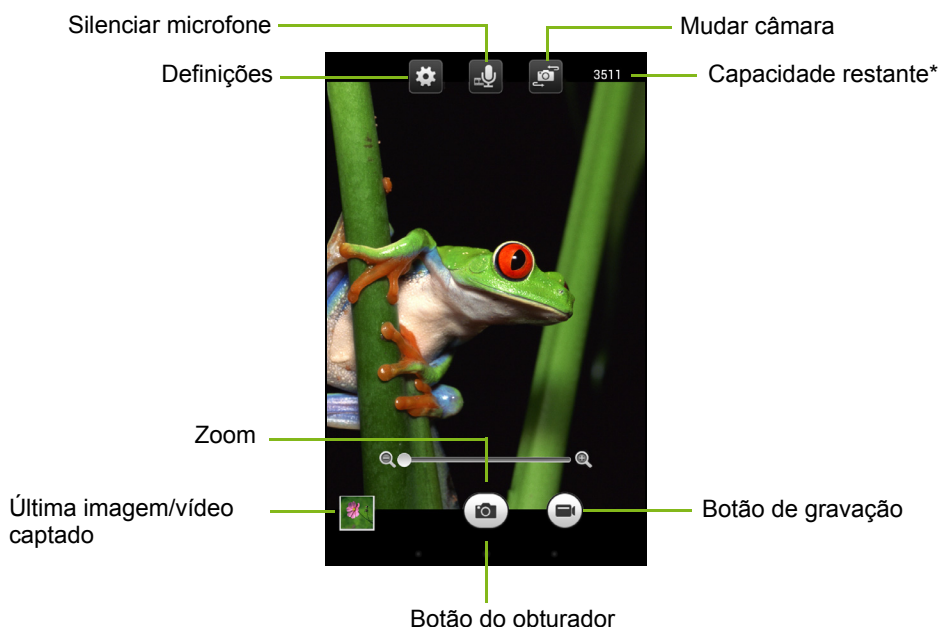 Silenciar microfone
Mudar câmara
Definições
3511
Capacidade restante*
Zoom
Última imagem/vídeo
captado
Botão de gravação
Botão do obturador